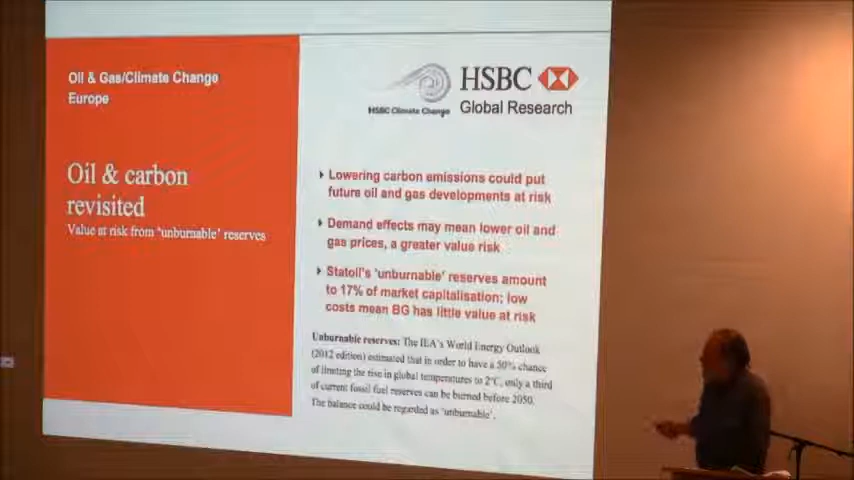 Oil & Gas/Climate Change
Europe
Oil & carbon
revisited
Value at risk from 'unburnable' reserves
HSBC Climate Change
HSBC
Global Research
Lowering carbon emissions could put
future oil and gas developments at risk
Demand effects may mean lower oil and
gas prices, a greater value risk
Statoil's 'unburnable' reserves amount
to 17% of market capitalisation; low
costs mean BG has little value at risk
Unburnable reserves: The IEA's World Energy Outlook
(2012 edition) estimated that in order to have a 50% chance
of limiting the rise in global temperatures to 2°C, only a third
of current fossil fuel reserves can be burned before 2050.
The balance could be regarded as 'unburnable'.